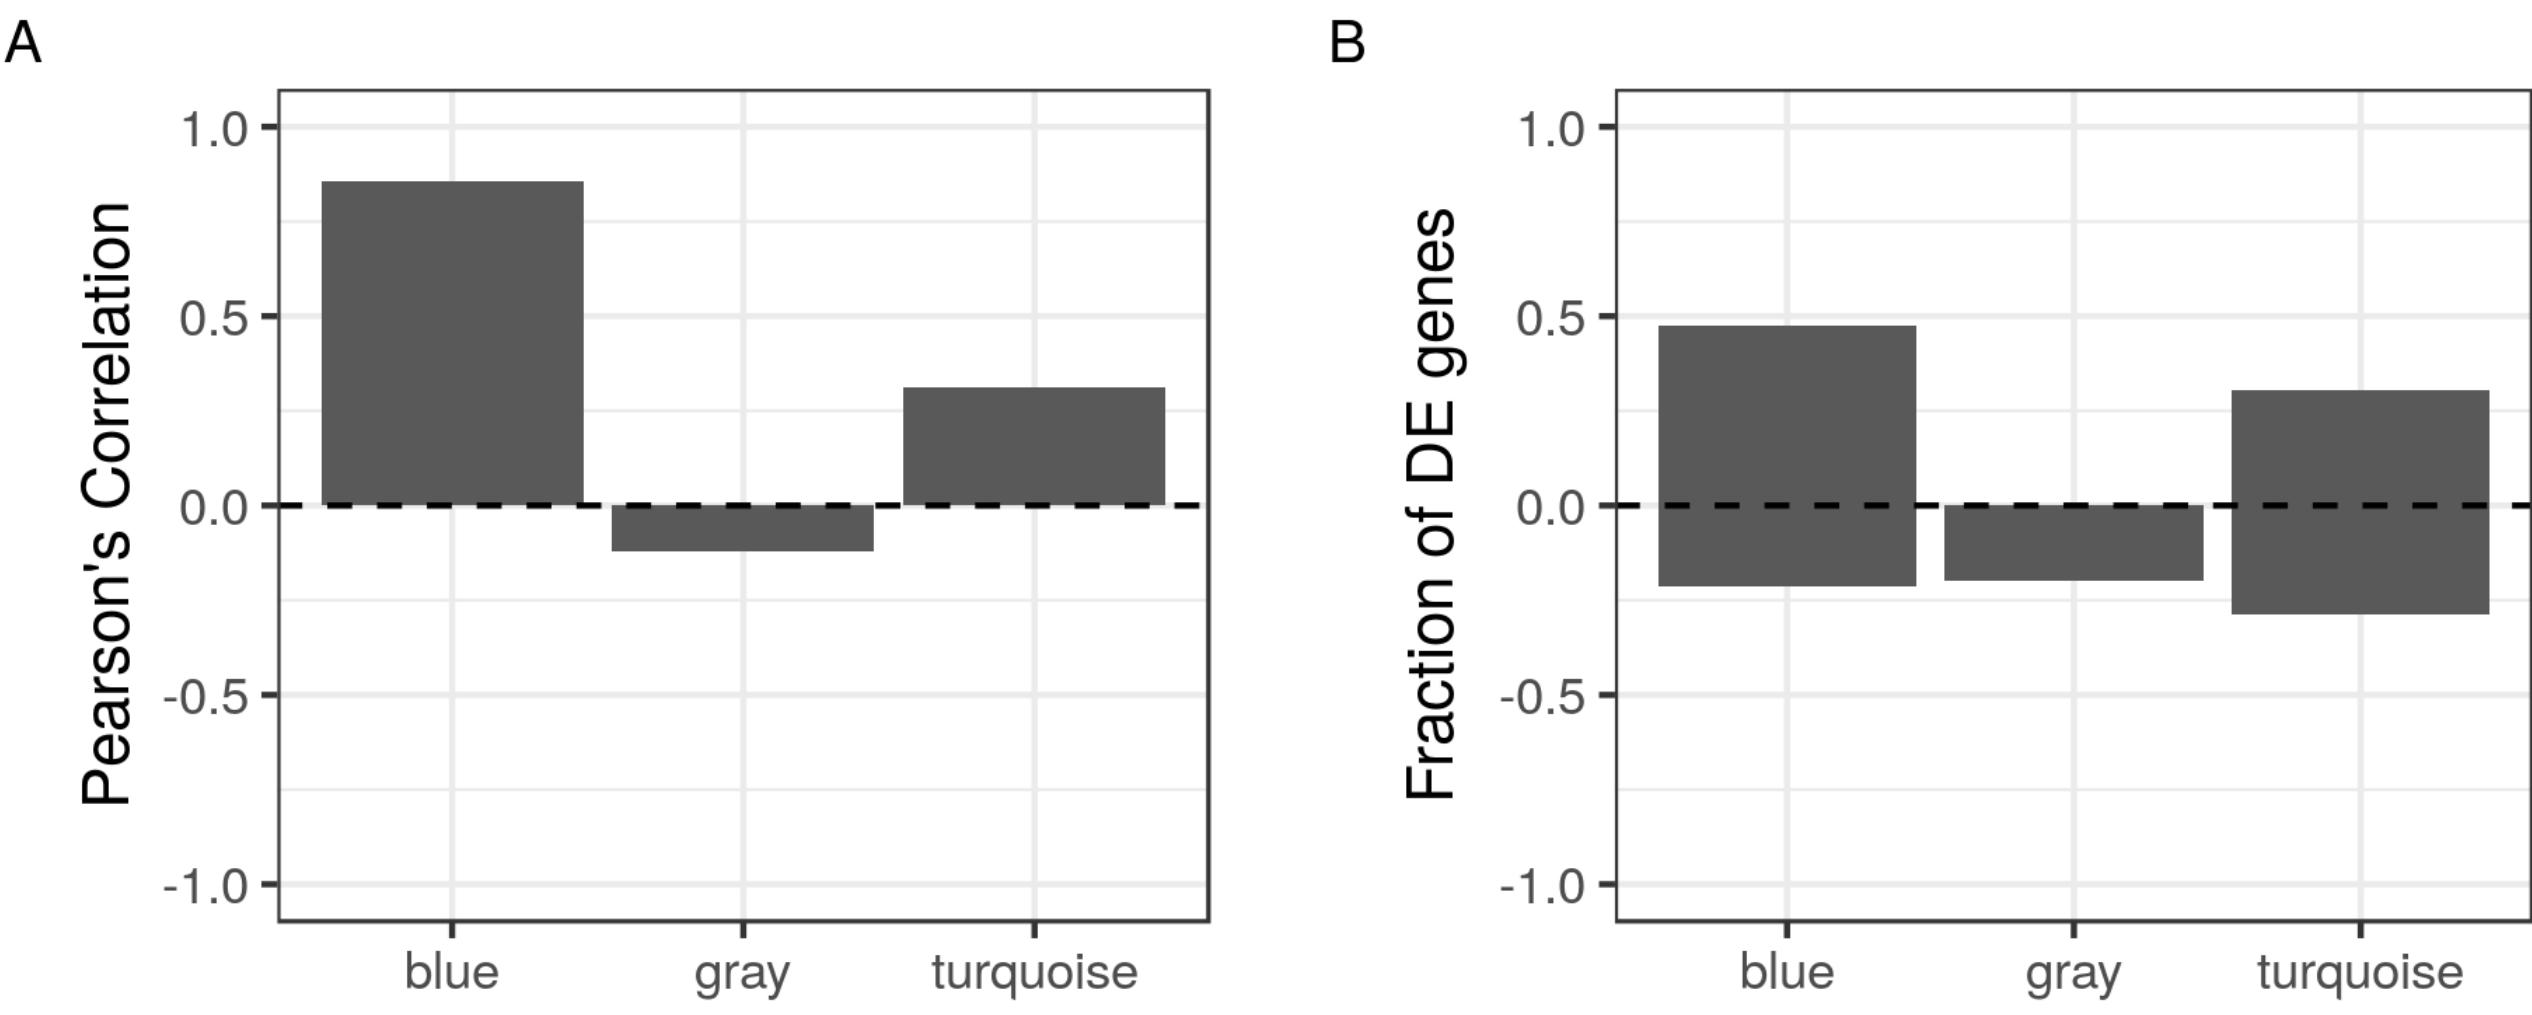 A
Pearson's Correlation
1.0
0.5
0.0
-0.5
-1.0
blue
gray
turquoise
B
Fraction of DE genes
1.0
0.5
0.0
-0.5
-1.0
blue
gray
turquoise